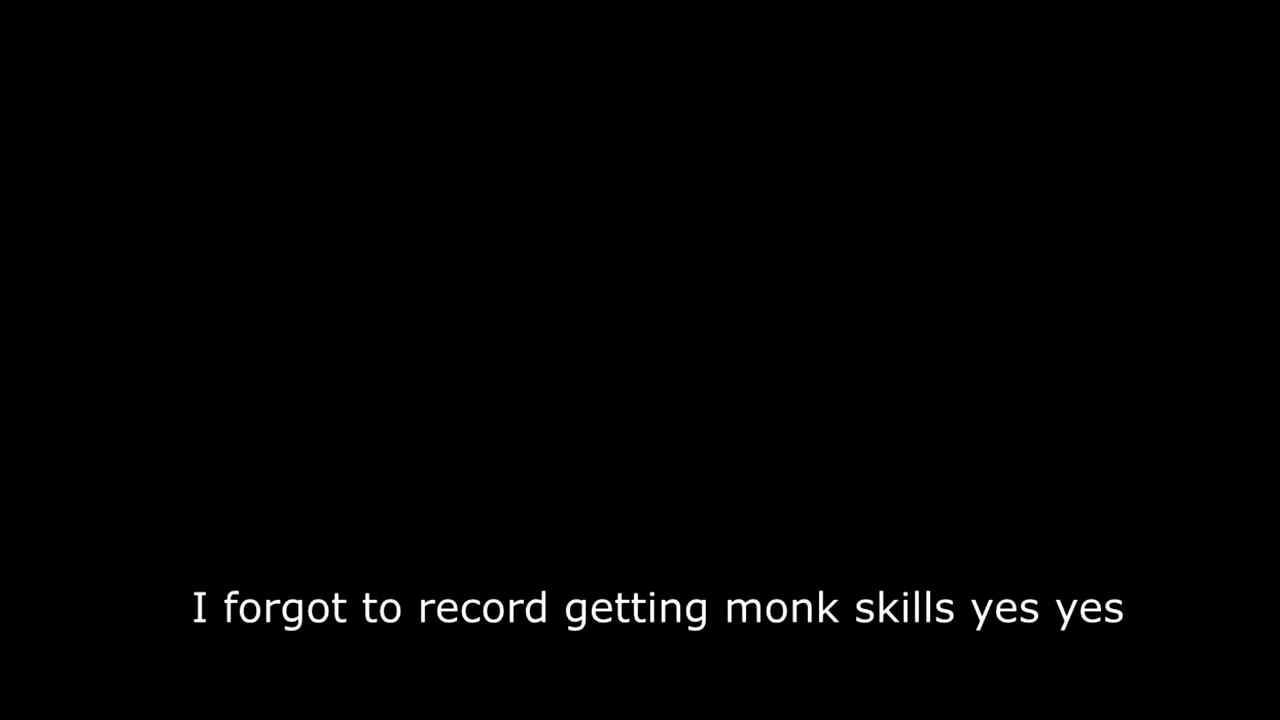 I forgot to record getting monk skills yes yes